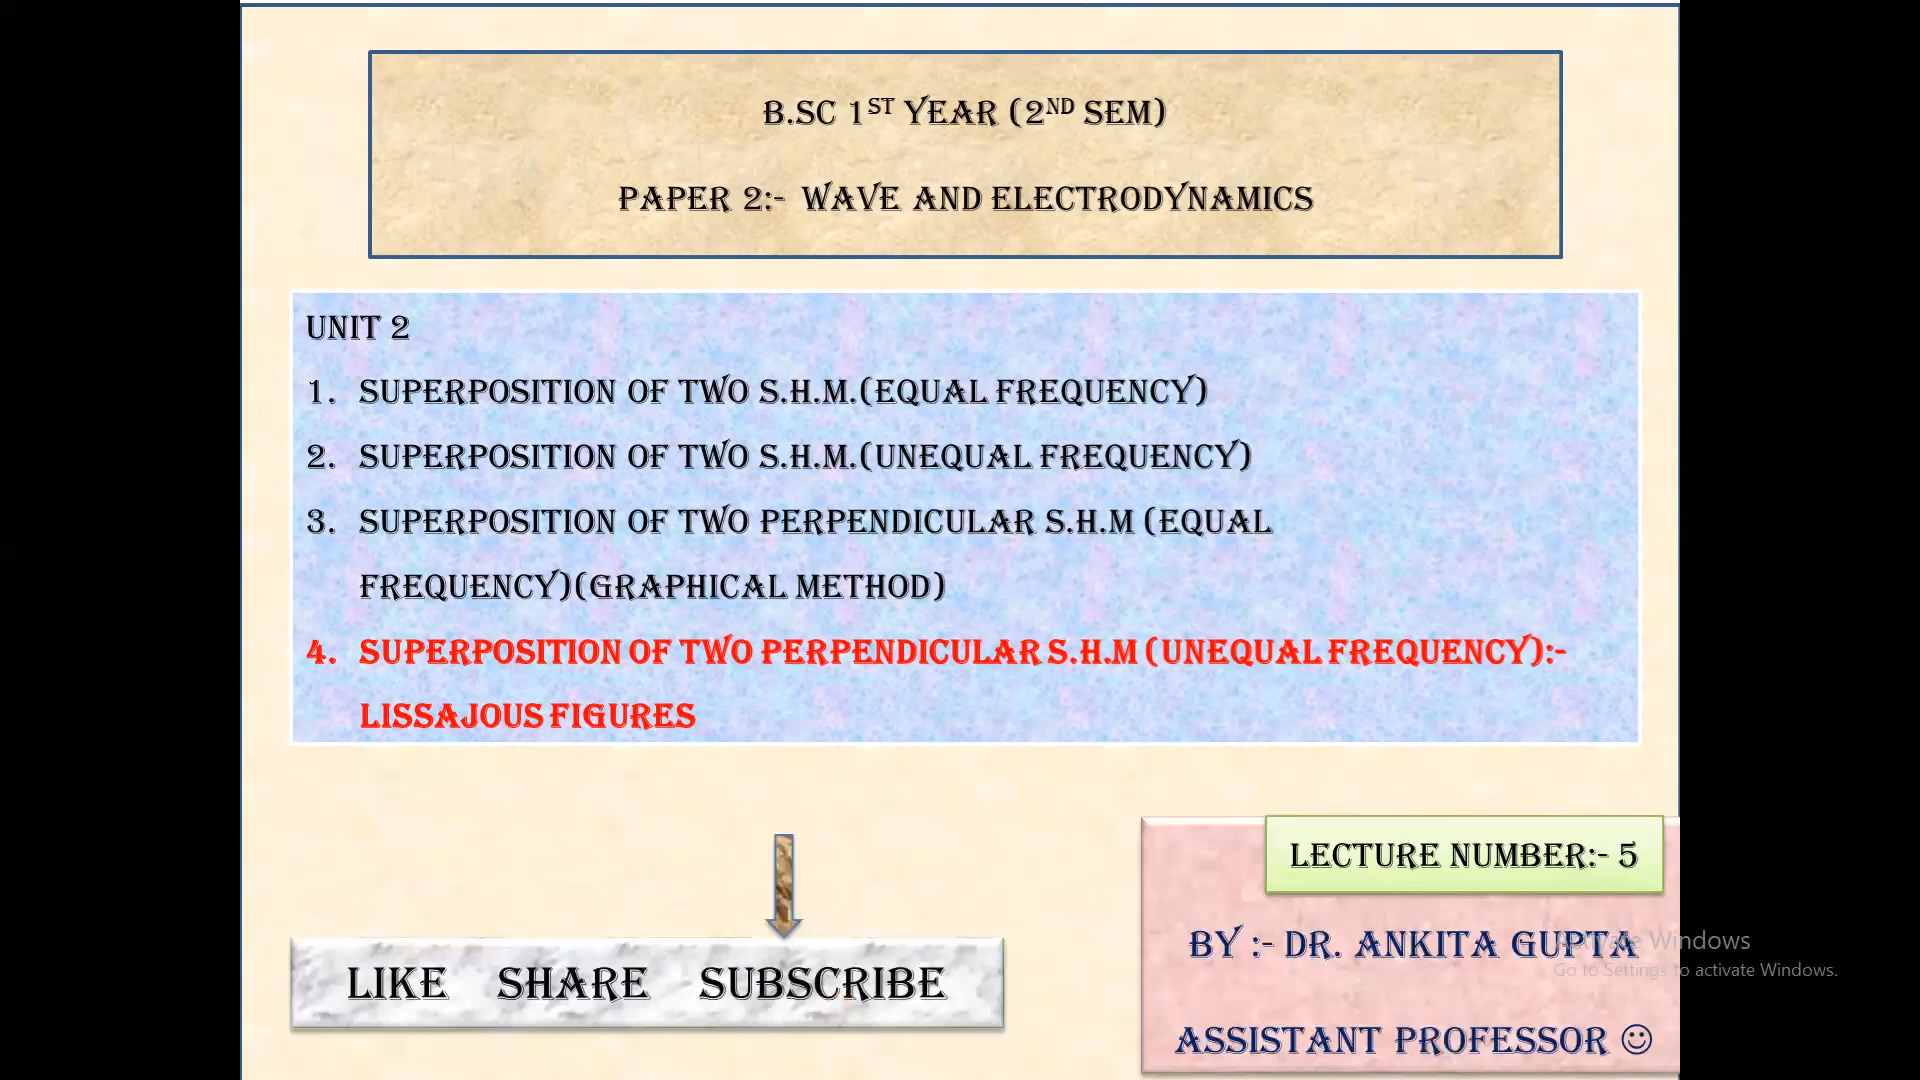 B.SC 1ST YEAR (2ND SEM)
PAPER 2:- WAVE AND ELECTRODYNAMICS
UNIT 2
1. SUPERPOSITION OF TWO S.H.M.(EQUAL FREQUENCY)
2. SUPERPOSITION OF TWO S.H.M.(UNEQUAL FREQUENCY)
3. SUPERPOSITION OF TWO PERPENDICULAR S.H.M (EQUAL
FREQUENCY)(GRAPHICAL METHOD)
4. SUPERPOSITION OF TWO PERPENDICULAR S.H.M (UNEQUAL FREQUENCY):-
LISSAJOUS FIGURES
LECTURE NUMBER:- 5
BY :- DR. ANKITA GUPTA
ASSISTANT PROFESSOR ☺
LIKE SHARE SUBSCRIBE
Activate Windows
Go to Settings to activate Windows.